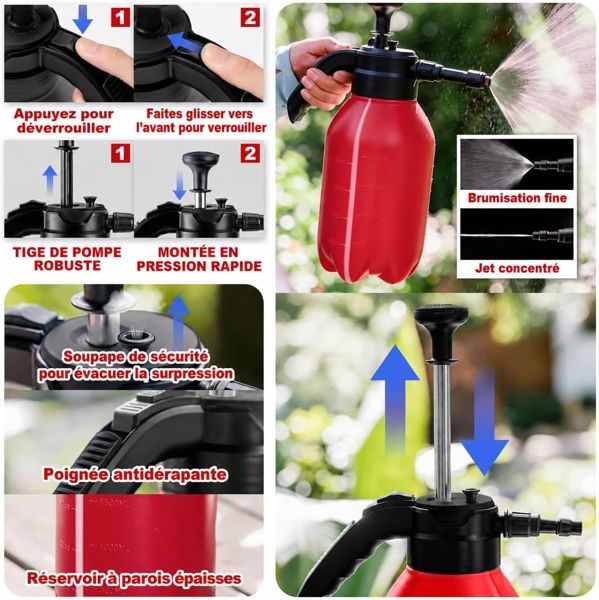 1
2
Appuyez pour
déverrouiller
Faites glisser vers
l'avant pour verrouiller
1
2
TIGE DE POMPE
ROBUSTE
MONTÉE EN
PRESSION RAPIDE
Brumisation fine
Jet concentré
Soupape de sécurité
pour évacuer la surpression
Poignée antidérapante
1500ML
1000ML
Réservoir à parois épaisses